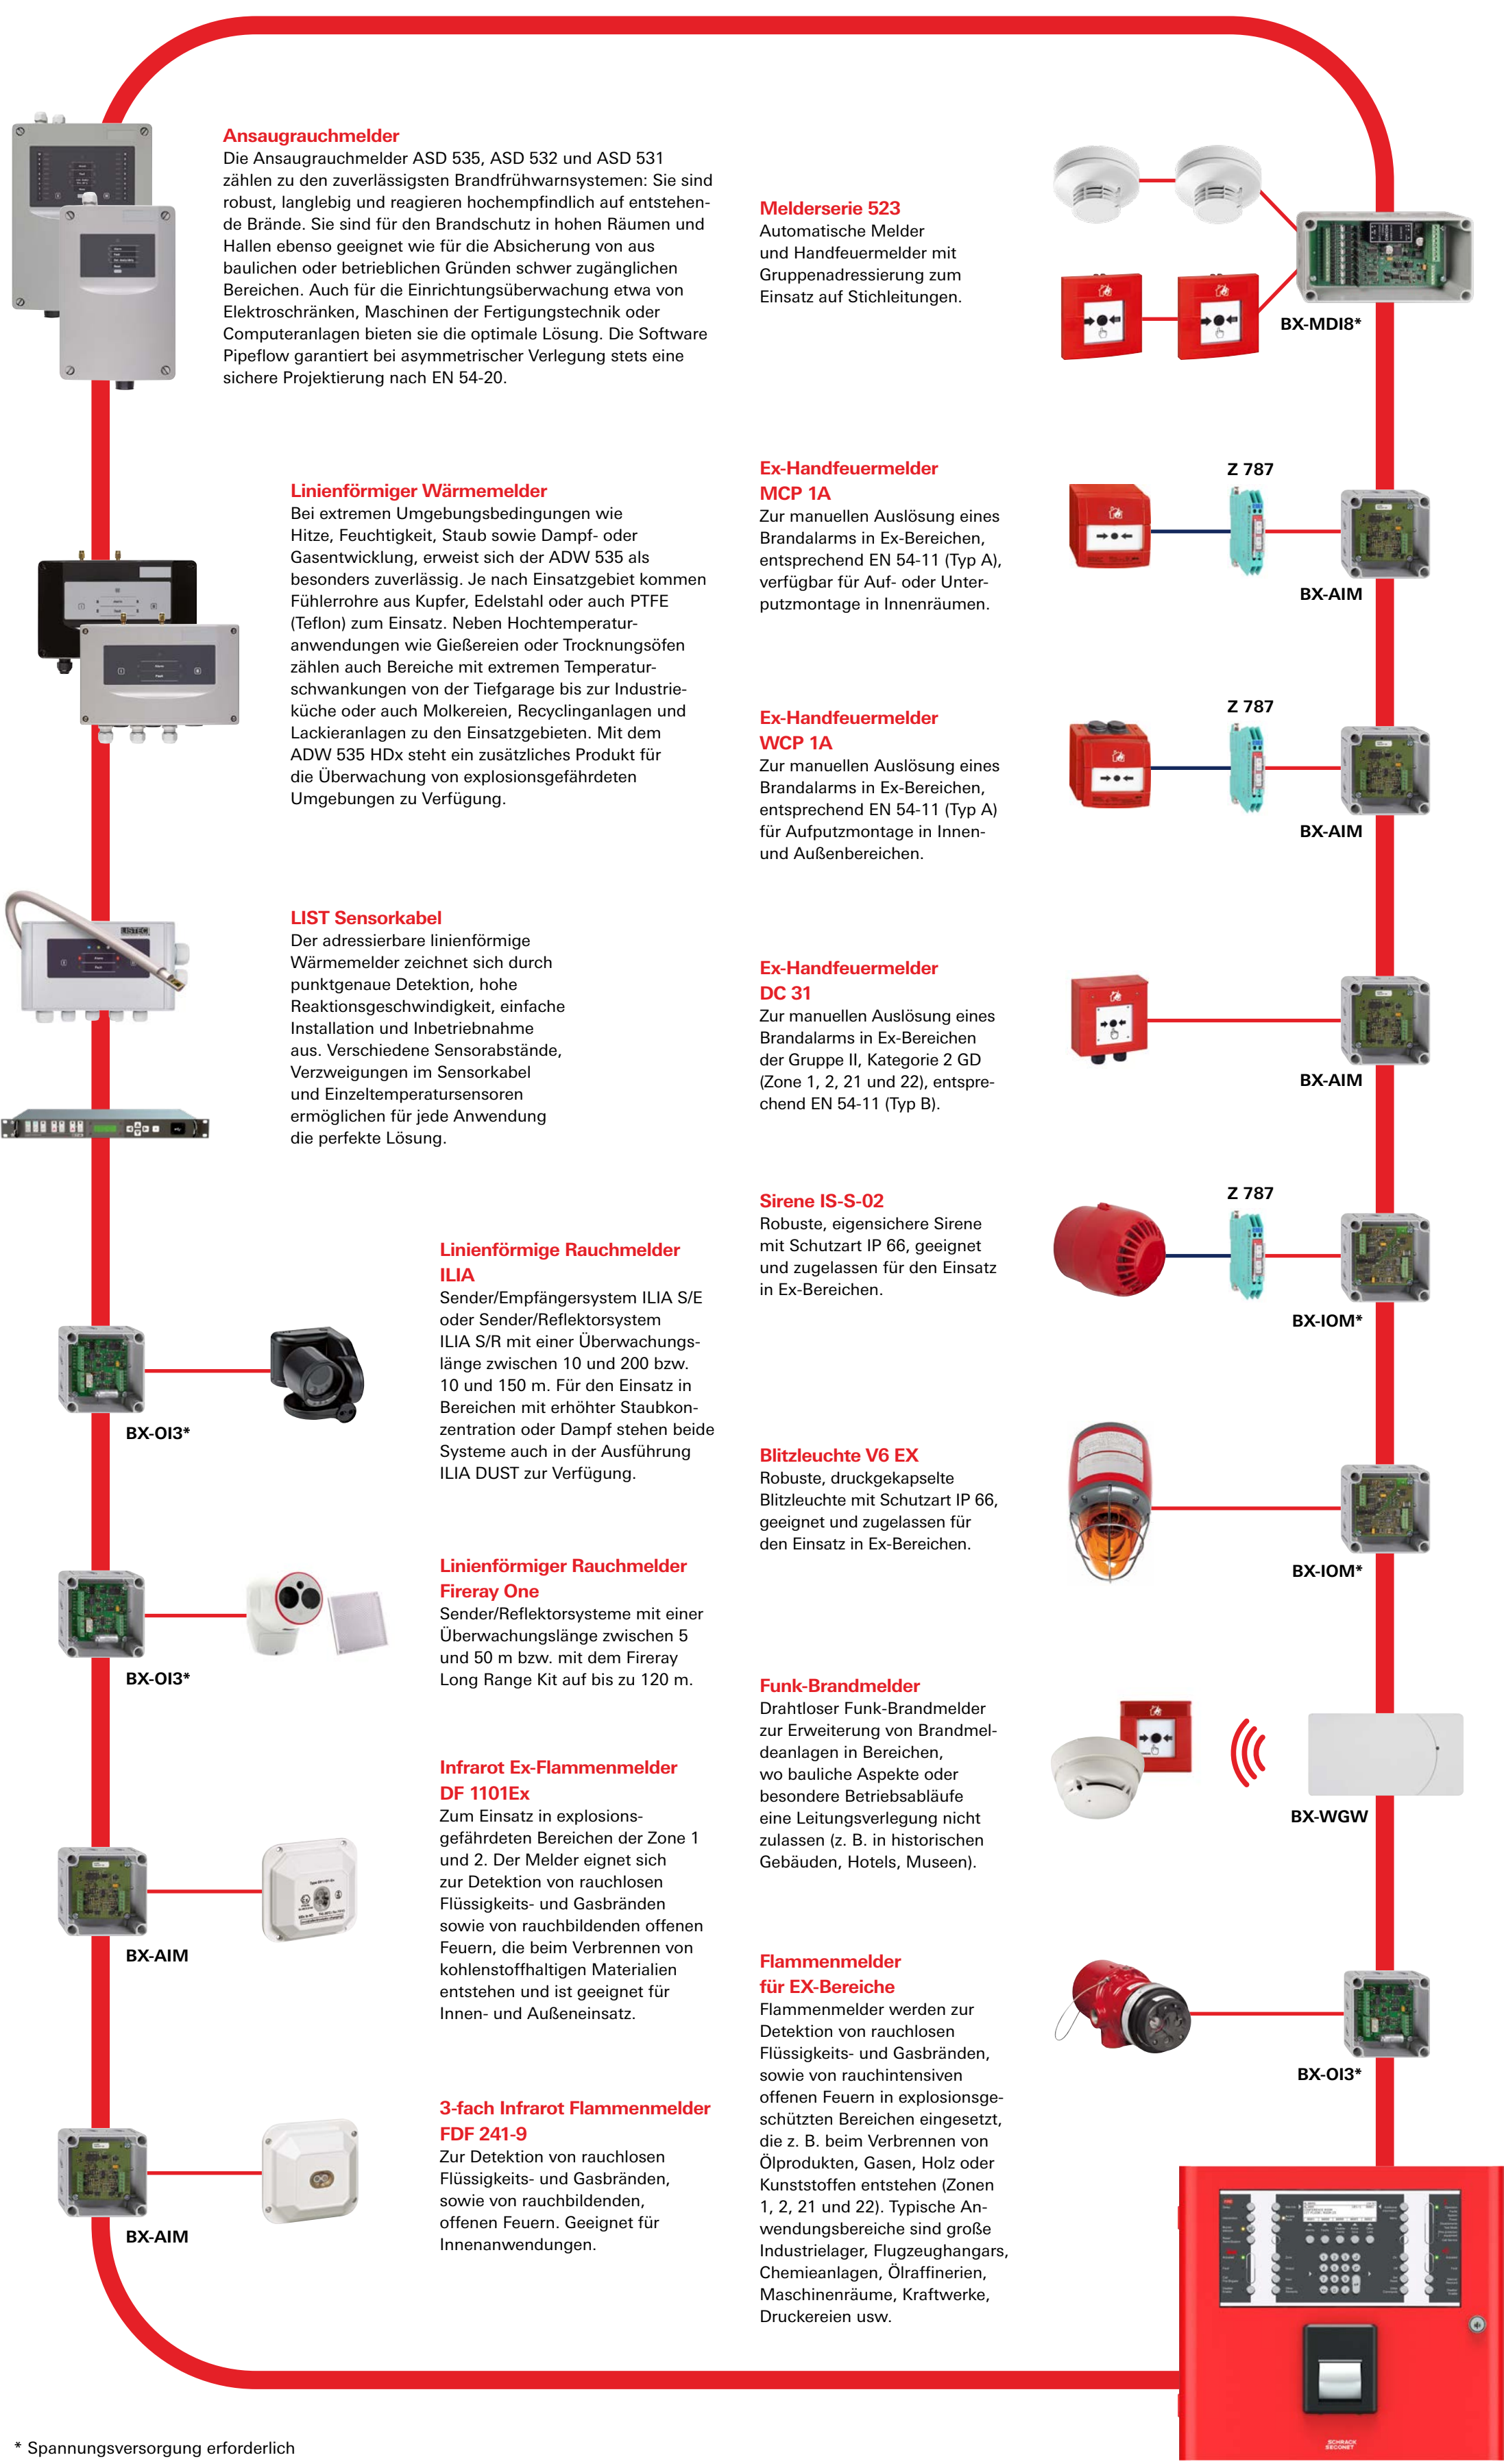 Ansaugrauchmelder
Die Ansaugrauchmelder ASD 535, ASD 532 und ASD 531
zählen zu den zuverlässigsten Brandfrühwarnsystemen: Sie sind
robust, langlebig und reagieren hochempfindlich auf entstehen-
de Brände. Sie sind für den Brandschutz in hohen Räumen und
Hallen ebenso geeignet wie für die Absicherung von aus
baulichen oder betrieblichen Gründen schwer zugänglichen
Bereichen. Auch für die Einrichtungsüberwachung etwa von
Elektroschränken, Maschinen der Fertigungstechnik oder
Computeranlagen bieten sie die optimale Lösung. Die Software
Pipeflow garantiert bei asymmetrischer Verlegung stets eine
sichere Projektierung nach EN 54-20.
Linienförmiger Wärmemelder
Bei extremen Umgebungsbedingungen wie
Hitze, Feuchtigkeit, Staub sowie Dampf- oder
Gasentwicklung, erweist sich der ADW 535 als
besonders zuverlässig. Je nach Einsatzgebiet kommen
Fühlerrohre aus Kupfer, Edelstahl oder auch PTFE
(Teflon) zum Einsatz. Neben Hochtemperatur-
anwendungen wie Gießereien oder Trocknungsöfen
zählen auch Bereiche mit extremen Temperatur-
schwankungen von der Tiefgarage bis zur Industrie-
küche oder auch Molkereien, Recyclinganlagen und
Lackieranlagen zu den Einsatzgebieten. Mit dem
ADW 535 HDx steht ein zusätzliches Produkt für
die Überwachung von explosionsgefährdeten
Umgebungen zu Verfügung.
LISTEC
LIST Sensorkabel
Der adressierbare linienförmige
Wärmemelder zeichnet sich durch
punktgenaue Detektion, hohe
Reaktionsgeschwindigkeit, einfache
Installation und Inbetriebnahme
aus. Verschiedene Sensorabstände,
Verzweigungen im Sensorkabel
und Einzeltemperatursensoren
ermöglichen für jede Anwendung
die perfekte Lösung.
Linienförmige Rauchmelder
ILIA
Sender/Empfängersystem ILIA S/E
oder Sender/Reflektorsystem
ILIA S/R mit einer Überwachungs-
länge zwischen 10 und 200 bzw.
10 und 150 m. Für den Einsatz in
Bereichen mit erhöhter Staubkon-
zentration oder Dampf stehen beide
Systeme auch in der Ausführung
ILIA DUST zur Verfügung.
BX-OI3*
Linienförmiger Rauchmelder
Fireray One
Sender/Reflektorsysteme mit einer
Überwachungslänge zwischen 5
und 50 m bzw. mit dem Fireray
Long Range Kit auf bis zu 120 m.
BX-OI3*
Infrarot Ex-Flammenmelder
DF 1101Ex
Zum Einsatz in explosions-
gefährdeten Bereichen der Zone 1
und 2. Der Melder eignet sich
zur Detektion von rauchlosen
Flüssigkeits- und Gasbränden
sowie von rauchbildenden offenen
Feuern, die beim Verbrennen von
kohlenstoffhaltigen Materialien
entstehen und ist geeignet für
Innen- und Außeneinsatz.
BX-AIM
3-fach Infrarot Flammenmelder
FDF 241-9
Zur Detektion von rauchlosen
Flüssigkeits- und Gasbränden,
sowie von rauchbildenden,
offenen Feuern. Geeignet für
Innenanwendungen.
BX-AIM
Melderserie 523
Automatische Melder
und Handfeuermelder mit
Gruppenadressierung zum
Einsatz auf Stichleitungen.
BX-MDI8*
Ex-Handfeuermelder
MCP 1A
Zur manuellen Auslösung eines
Brandalarms in Ex-Bereichen,
entsprechend EN 54-11 (Typ A),
verfügbar für Auf- oder Unter-
putzmontage in Innenräumen.
Z 787
BX-AIM
Ex-Handfeuermelder
WCP 1A
Zur manuellen Auslösung eines
Brandalarms in Ex-Bereichen,
entsprechend EN 54-11 (Typ A)
für Aufputzmontage in Innen-
und Außenbereichen.
Z 787
BX-AIM
Ex-Handfeuermelder
DC 31
Zur manuellen Auslösung eines
Brandalarms in Ex-Bereichen
der Gruppe II, Kategorie 2 GD
(Zone 1, 2, 21 und 22), entspre-
chend EN 54-11 (Typ B).
BX-AIM
Sirene IS-S-02
Robuste, eigensichere Sirene
mit Schutzart IP 66, geeignet
und zugelassen für den Einsatz
in Ex-Bereichen.
Z 787
BX-IOM*
Blitzleuchte V6 EX
Robuste, druckgekapselte
Blitzleuchte mit Schutzart IP 66,
geeignet und zugelassen für
den Einsatz in Ex-Bereichen.
BX-IOM*
Funk-Brandmelder
Drahtloser Funk-Brandmelder
zur Erweiterung von Brandmel-
deanlagen in Bereichen,
wo bauliche Aspekte oder
besondere Betriebsabläufe
eine Leitungsverlegung nicht
zulassen (z. B. in historischen
Gebäuden, Hotels, Museen).
BX-WGW
Flammenmelder
für EX-Bereiche
Flammenmelder werden zur
Detektion von rauchlosen
Flüssigkeits- und Gasbränden,
sowie von rauchintensiven
offenen Feuern in explosionsge-
schützten Bereichen eingesetzt,
die z. B. beim Verbrennen von
Ölprodukten, Gasen, Holz oder
Kunststoffen entstehen (Zonen
1, 2, 21 und 22). Typische An-
wendungsbereiche sind große
Industrielager, Flugzeughangars,
Chemieanlagen, Ölraffinerien,
Maschinenräume, Kraftwerke,
Druckereien usw.
BX-OI3*
SCHRACK
SECONET
* Spannungsversorgung erforderlich